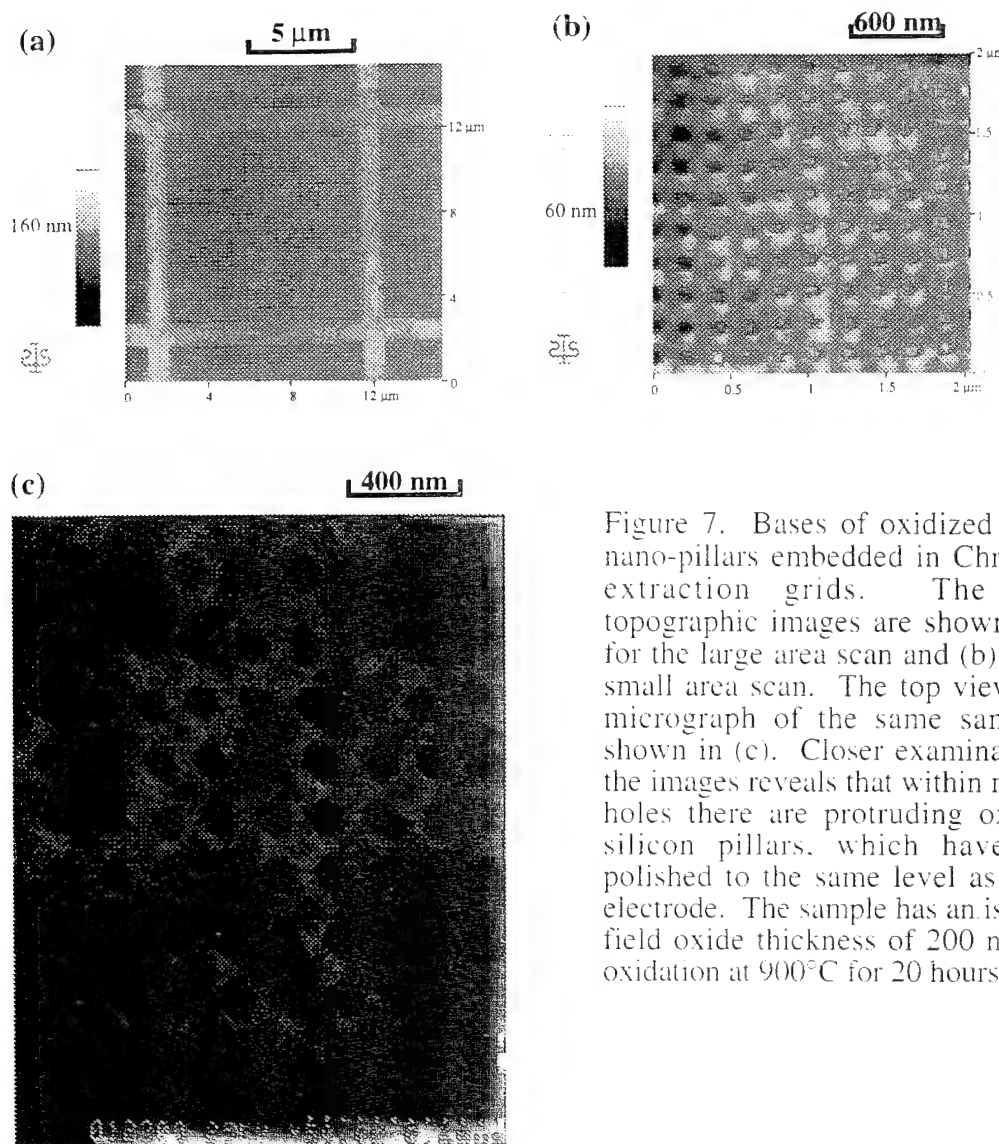 (a)
5 µm
160 nm
12 µm
8
4
0
0 4 8 12 µm
(b)
600 nm
60 nm
2 µm
1.5
1
0.5
0 0.5 1 1.5 2 µm
(c)
400 nm
Figure 7. Bases of oxidized
nano-pillars embedded in Chr
extraction grids. The
topographic images are shown
for the large area scan and (b)
small area scan. The top view
micrograph of the same sam
shown in (c). Closer examina
the images reveals that within
holes there are protruding ox
silicon pillars, which have
polished to the same level as
electrode. The sample has an is
field oxide thickness of 200
oxidation at 900°C for 20 hours